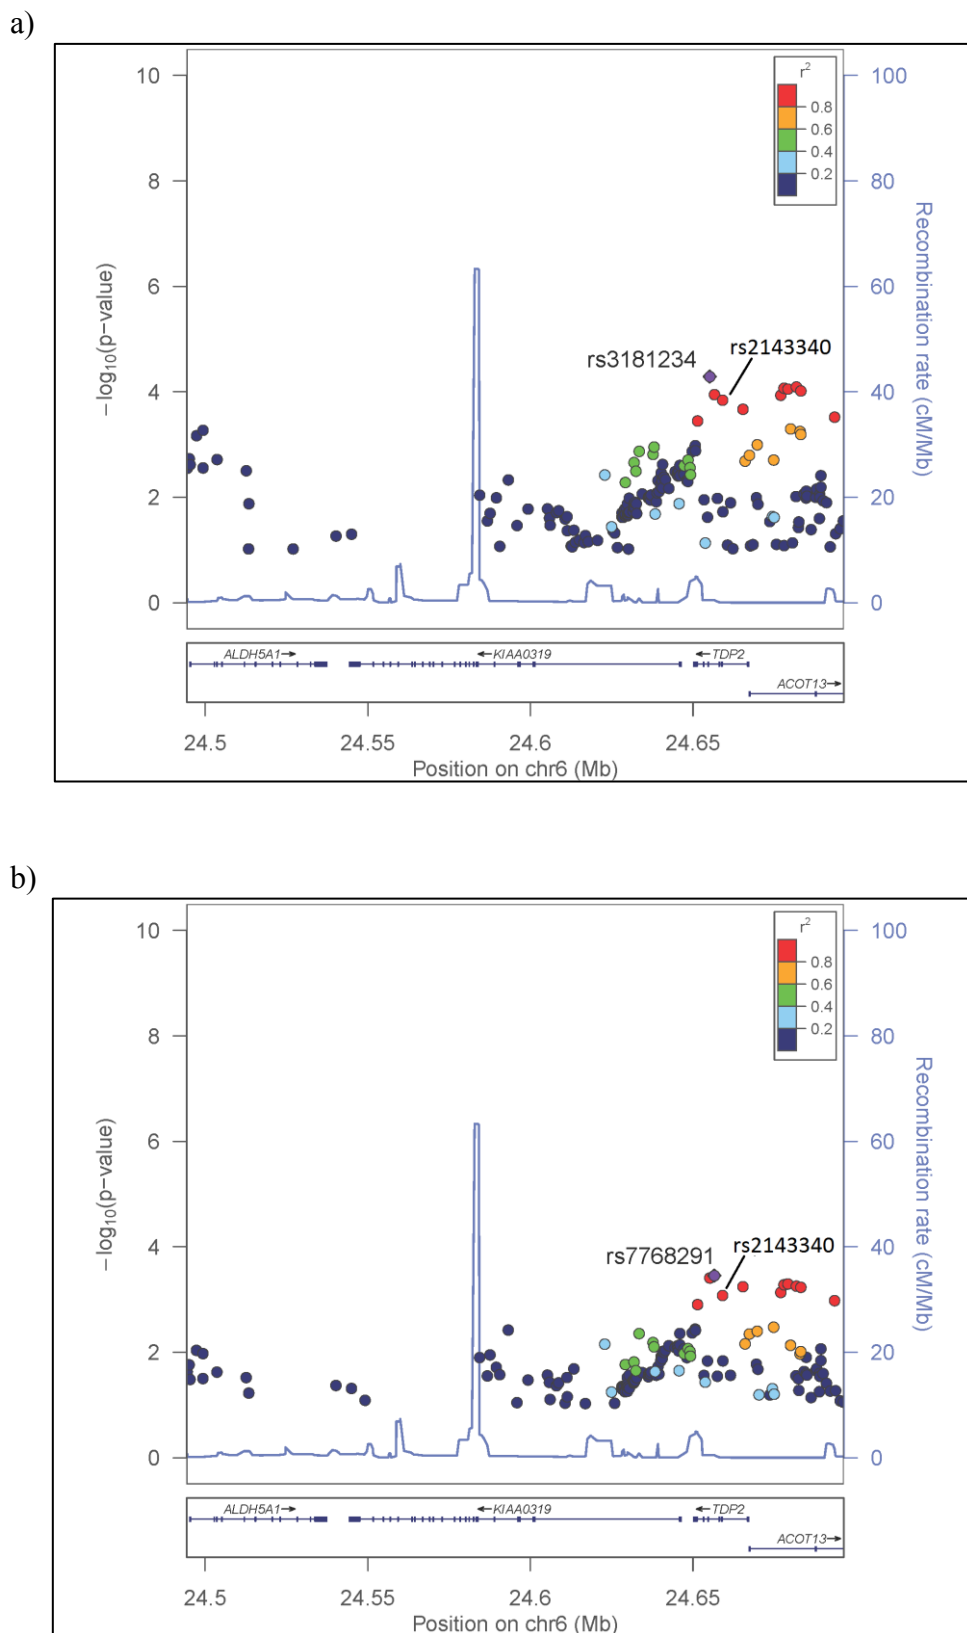 a)
10
8
6
4
2
0
−log10(p−value)
100
80
60
40
20
0
Recombination rate (cM/Mb)
r2
0.8
0.6
0.4
0.2
rs3181234
rs2143340
ALDH5A1→
←KIAA0319
←TDP2
ACOT13→
24.5
24.55
24.6
24.65
Position on chr6 (Mb)
b)
10
8
6
4
2
0
−log10(p−value)
100
80
60
40
20
0
Recombination rate (cM/Mb)
r2
0.8
0.6
0.4
0.2
rs7768291
rs2143340
ALDH5A1→
←KIAA0319
←TDP2
ACOT13→
24.5
24.55
24.6
24.65
Position on chr6 (Mb)